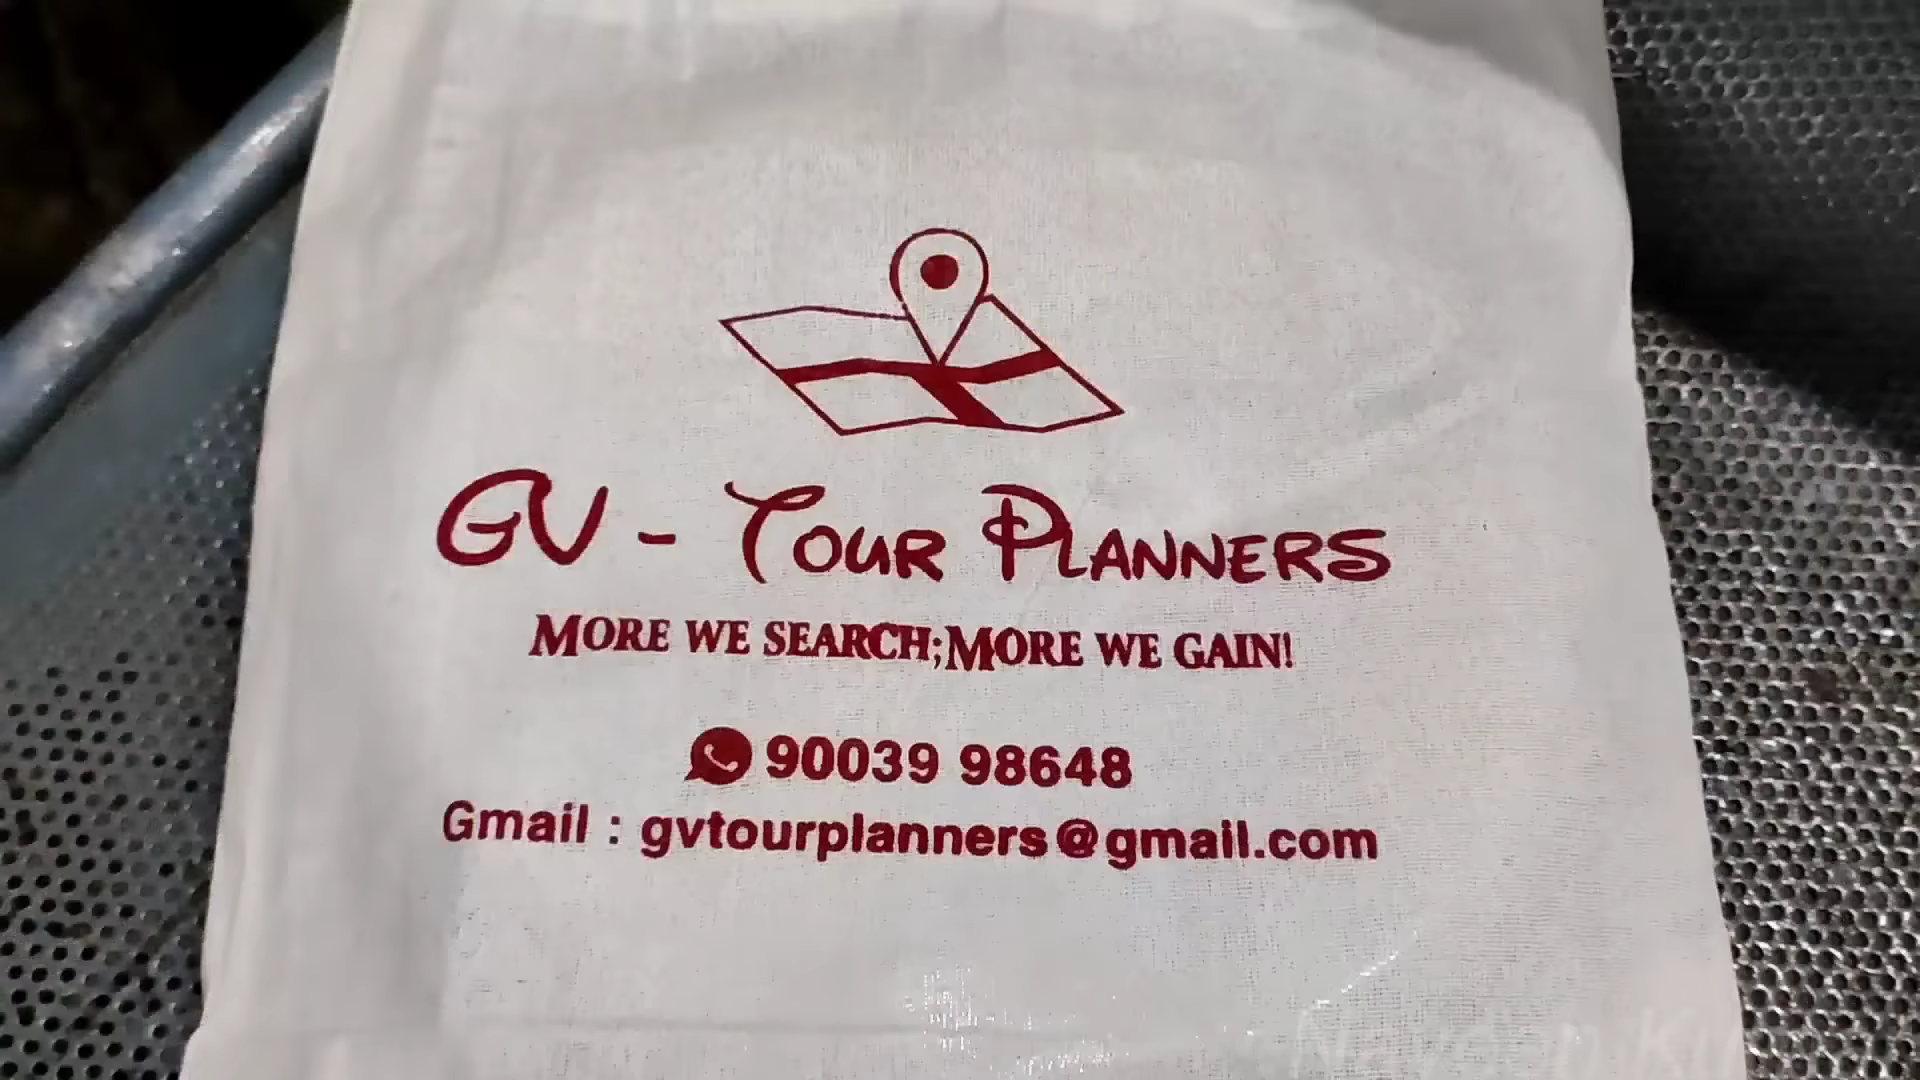 GV - TOUR PLANNERS
MORE WE SEARCH;MORE WE GAIN!
90039 98648
Gmail : gvtourplanners@gmail.com